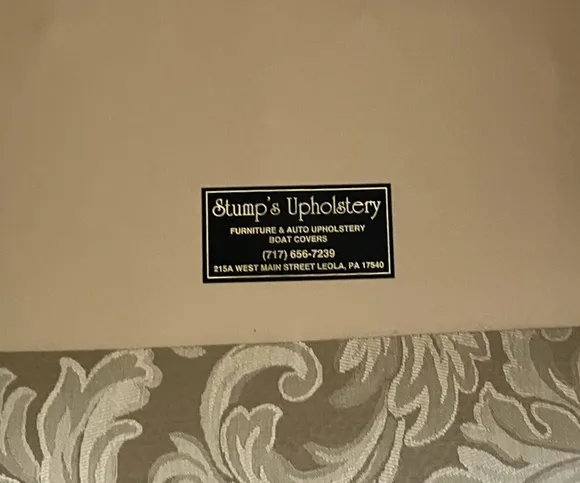 Stump's Upholstery
FURNITURE & AUTO UPHOLSTERY
BOAT COVERS
(717) 656-7239
215A WEST MAIN STREET LEOLA, PA 17540